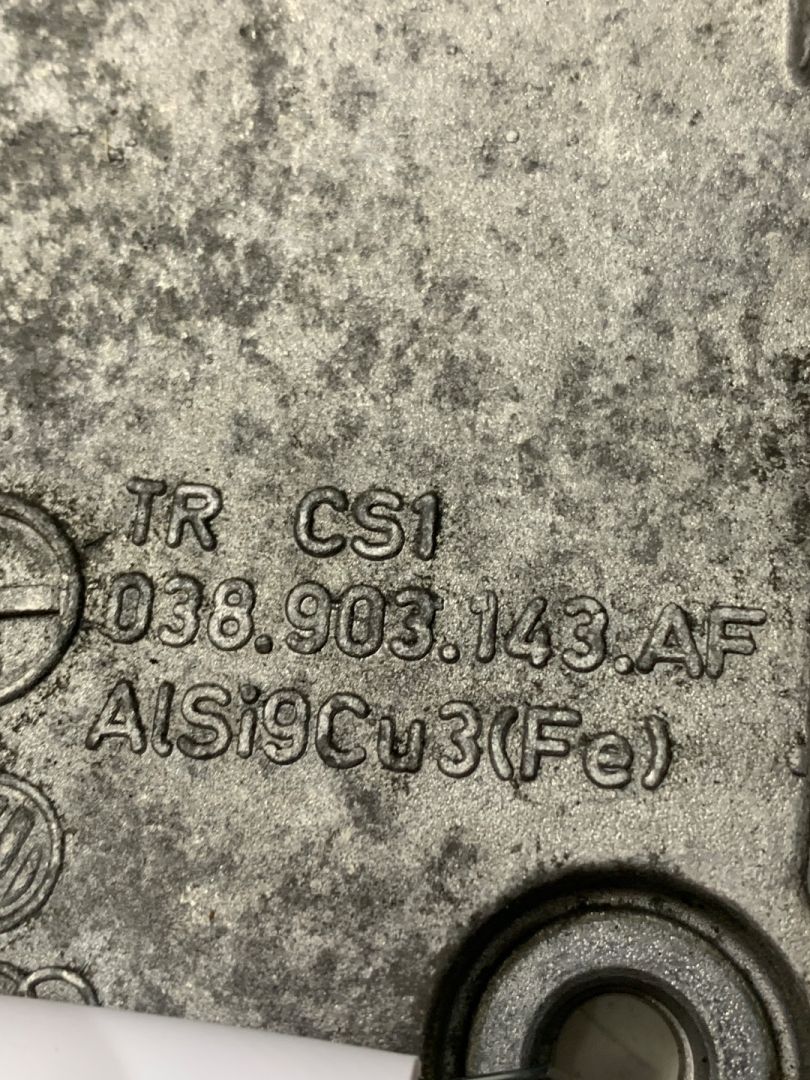 TR CS1
038.903.143.AF
AlSi9Cu3(Fe)